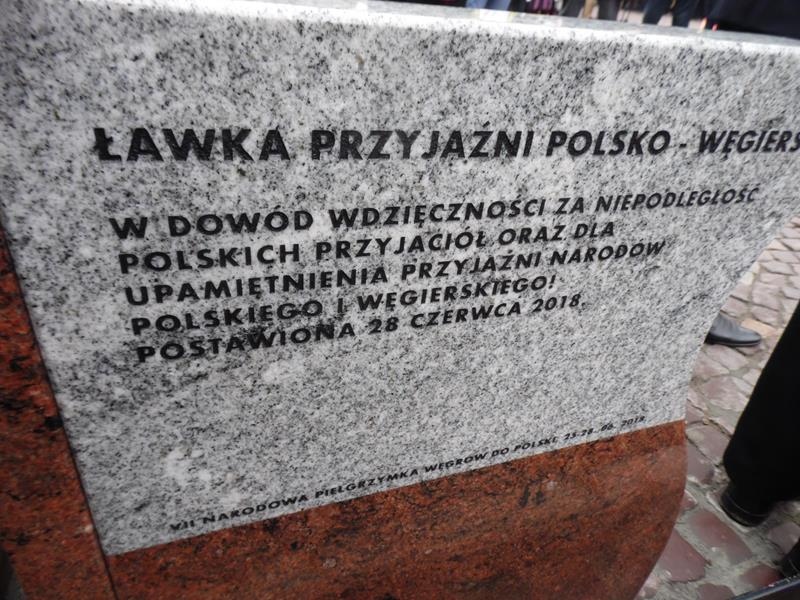 ŁAWKA PRZYJAŹNI POLSKO - WĘGIERS
W DOWÓD WDZIĘCZNOŚCI ZA NIEPODLEGŁOŚĆ
POLSKICH PRZYJACIÓŁ ORAZ DLA
UPAMIĘTNIENIA PRZYJAŹNI NARODÓW
POLSKIEGO I WĘGIERSKIEGO!
POSTAWIONA 28 CZERWCA 2018.
VII NARODOWA PIELGRZYMKA WĘGRÓW DO POLSKI, 25-28. 06. 2018